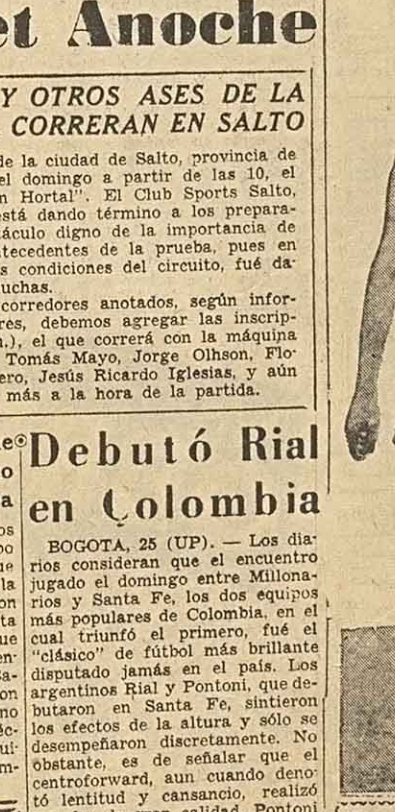 et Anoche
Y OTROS ASES DE LA
CORRERAN EN SALTO
de la ciudad de Salto, provincia de
el domingo a partir de las 10, el
n Hortal". El Club Sports Salto,
está dando término a los prepara-
táculo digno de la importancia de
tecedentes de la prueba, pues en
s condiciones del circuito, fué da-
uchas.
corredores anotados, según infor-
res, debemos agregar las inscrip-
n.), el que correrá con la máquina
Tomás Mayo, Jorge Olhson, Flo-
ero, Jesús Ricardo Iglesias, y aún
más a la hora de la partida.
Debutó Rial
en Colombia
BOGOTA, 25 (UP). — Los dia-
rios consideran que el encuentro
jugado el domingo entre Millona-
rios y Santa Fe, los dos equipos
más populares de Colombia, en el
cual triunfó el primero, fué el
"clásico" de fútbol más brillante
disputado jamás en el país. Los
argentinos Rial y Pontoni, que de-
butaron en Santa Fe, sintieron
los efectos de la altura y sólo se
desempeñaron discretamente. No
obstante, es de señalar que el
centroforward, aun cuando deno-
tó lentitud y cansancio, realizó
calidad. Pontoni